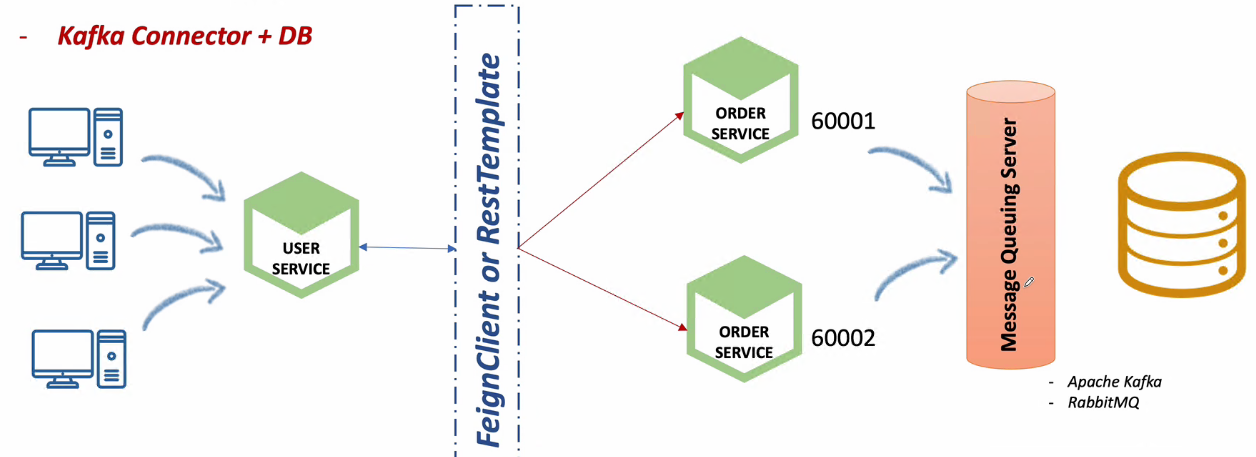 - Kafka Connector + DB
FeignClient or RestTemplate
USER
SERVICE
ORDER
SERVICE
60001
ORDER
SERVICE
60002
Message Queuing Server
- Apache Kafka
- RabbitMQ